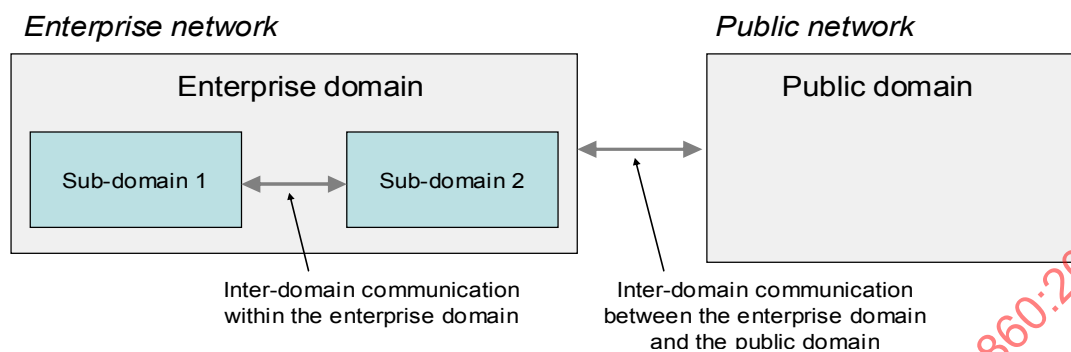 Enterprise network
Public network
Enterprise domain
Public domain
Sub-domain 1
Sub-domain 2
Inter-domain communication
within the enterprise domain
Inter-domain communication
between the enterprise domain
and the public domain